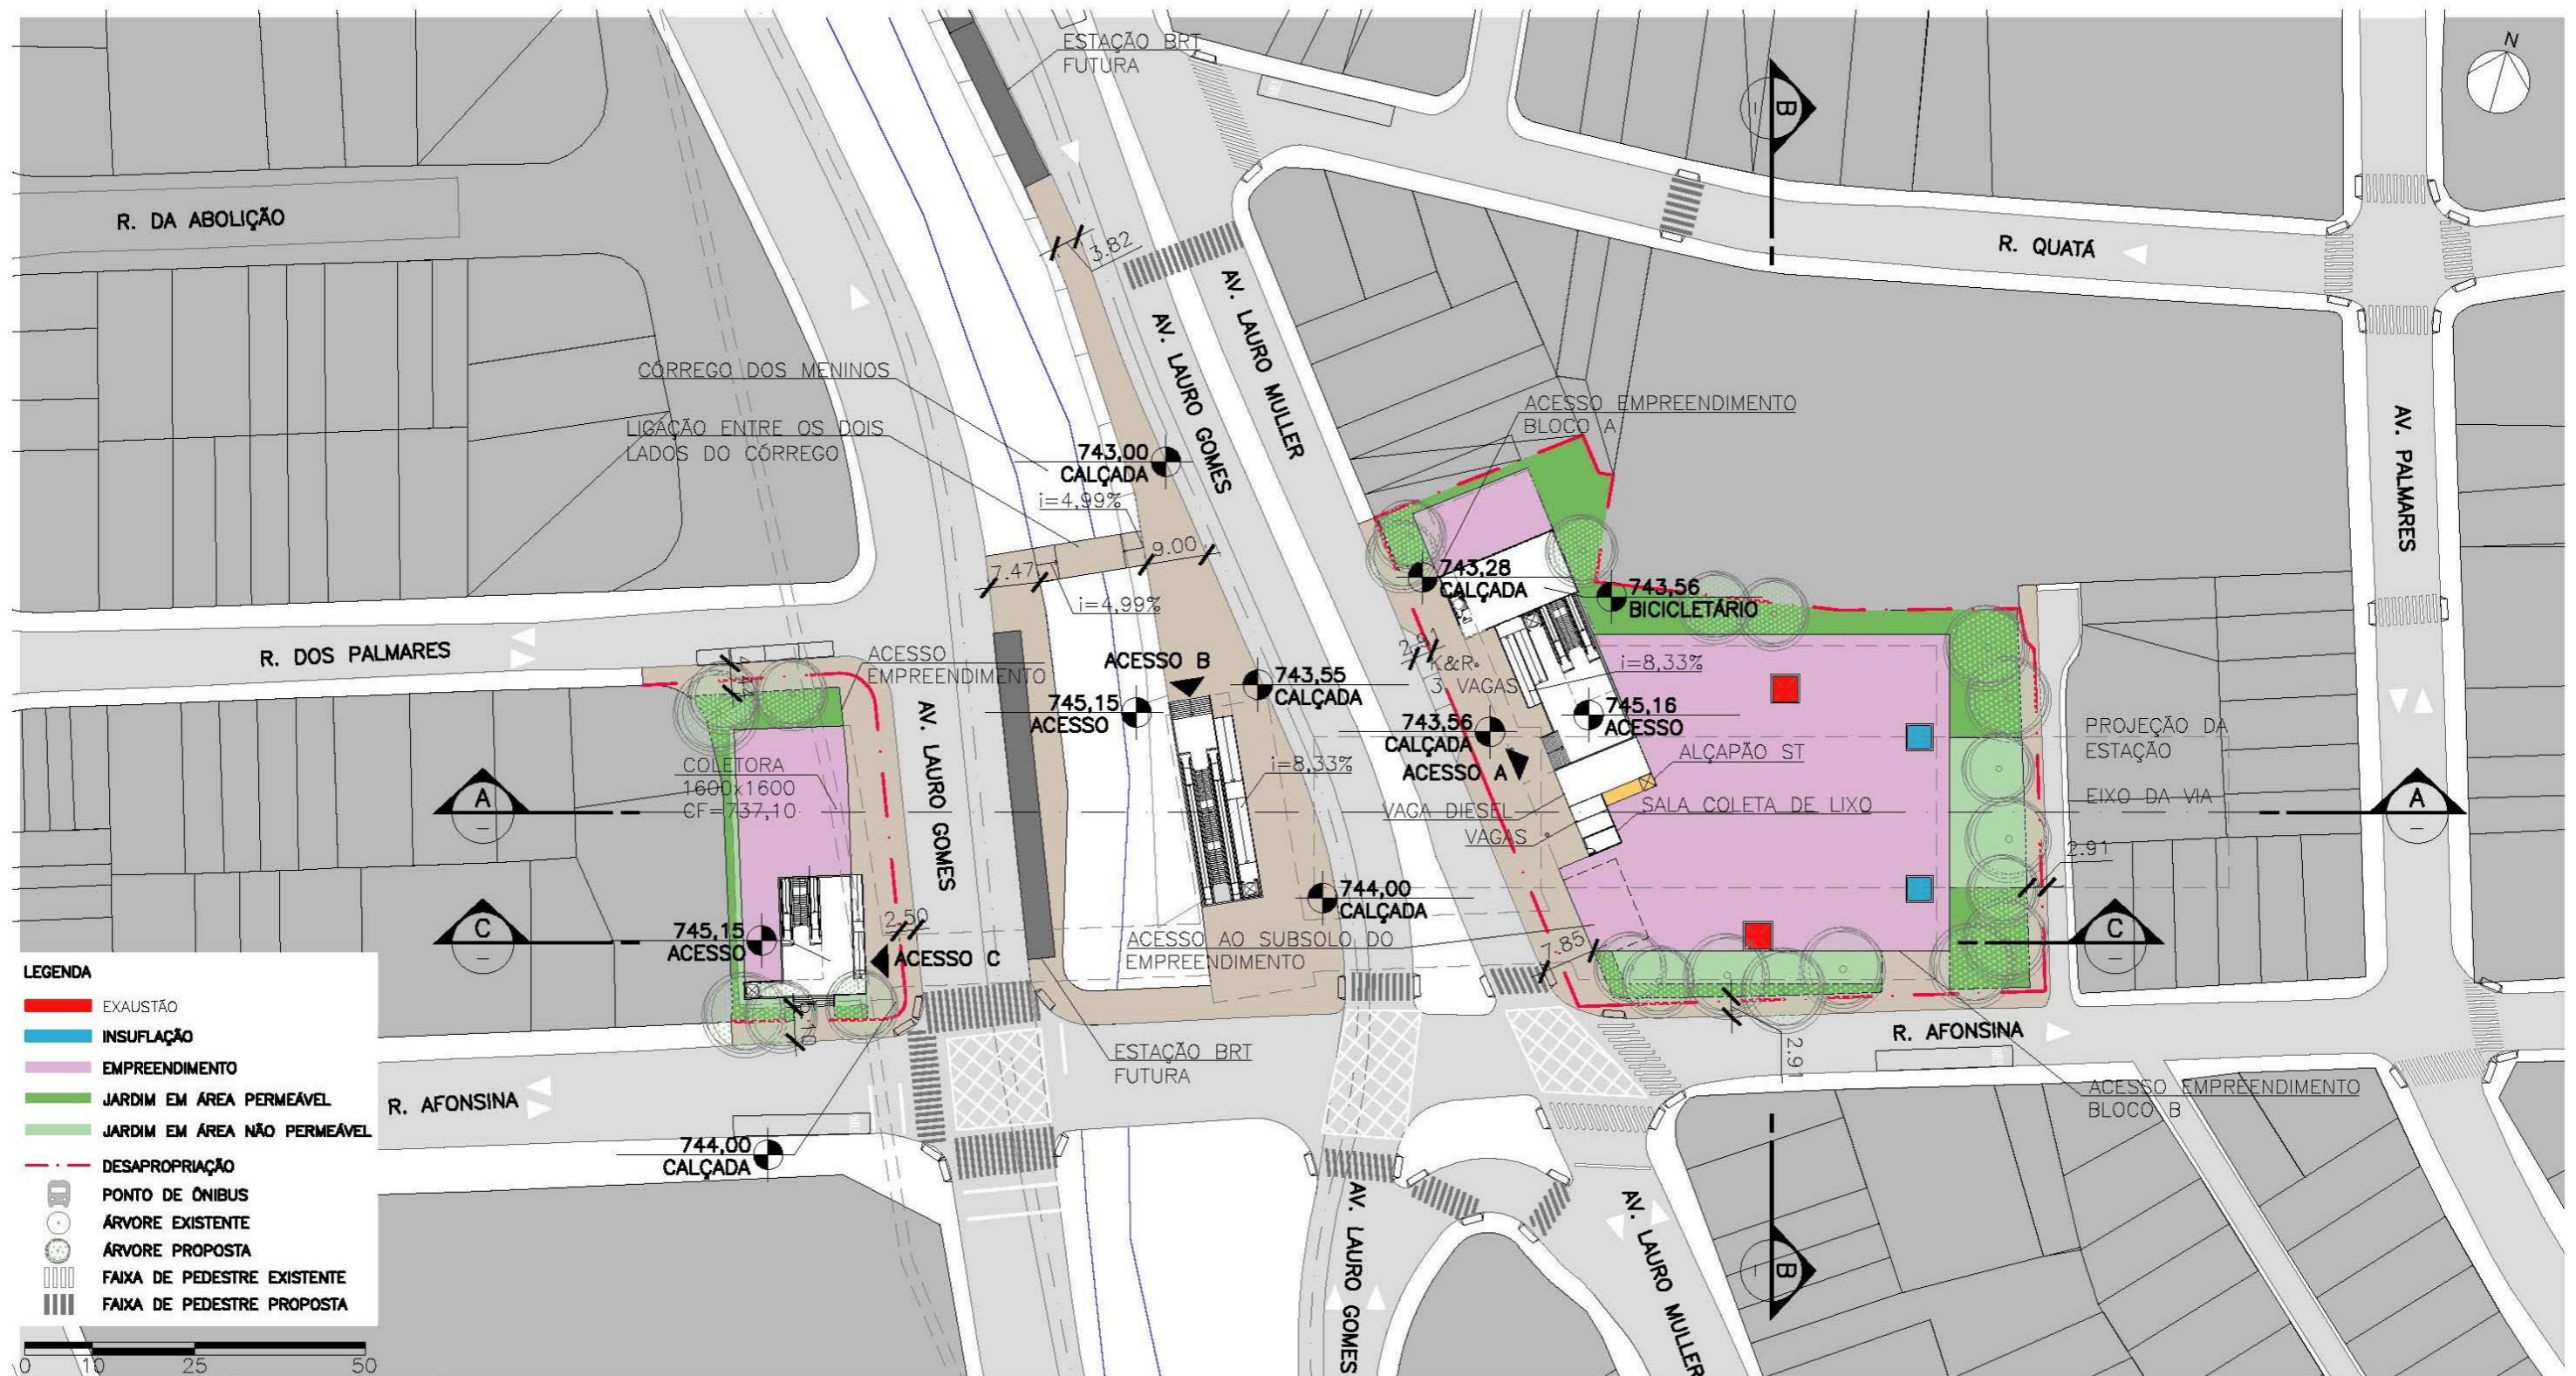 ESTAÇÃO BRT
FUTURA
N
B
R. DA ABOLIÇÃO
R. QUATÁ
3.82
AV. LAURO MULLER
AV. LAURO GOMES
CÓRREGO DOS MENINOS
LIGAÇÃO ENTRE OS DOIS
LADOS DO CÓRREGO
743,00
CALÇADA
i=4,99%
ACESSO EMPREENDIMENTO
BLOCO A
AV. PALMARES
9.00
7.47
i=4,99%
743,28
CALÇADA
743,56
BICICLETÁRIO
R. DOS PALMARES
ACESSO
EMPREENDIMENTO
ACESSO B
743,55
CALÇADA
2.91
K&R
3 VAGAS
i=8,33%
745,15
ACESSO
743,56
CALÇADA
745,16
ACESSO
ACESSO A
ALÇAPÃO ST
PROJEÇÃO DA
ESTAÇÃO
AV. LAURO GOMES
COLETORA
1600x1600
CF=737,10
i=8,33%
VAGA DIESEL
VAGAS
SALA COLETA DE LIXO
EIXO DA VIA
A
A
2.91
744,00
CALÇADA
C
C
745,15
ACESSO
2.50
ACESSO C
ACESSO AO SUBSOLO DO
EMPREENDIMENTO
7.85
R. AFONSINA
2.91
ESTAÇÃO BRT
FUTURA
ACESSO EMPREENDIMENTO
BLOCO B
R. AFONSINA
744,00
CALÇADA
AV. LAURO GOMES
AV. LAURO MULLER
B
LEGENDA
EXAUSTÃO
INSUFLAÇÃO
EMPREENDIMENTO
JARDIM EM ÁREA PERMEÁVEL
JARDIM EM ÁREA NÃO PERMEÁVEL
DESAPROPRIAÇÃO
PONTO DE ÔNIBUS
ÁRVORE EXISTENTE
ÁRVORE PROPOSTA
FAIXA DE PEDESTRE EXISTENTE
FAIXA DE PEDESTRE PROPOSTA
0 10 25 50